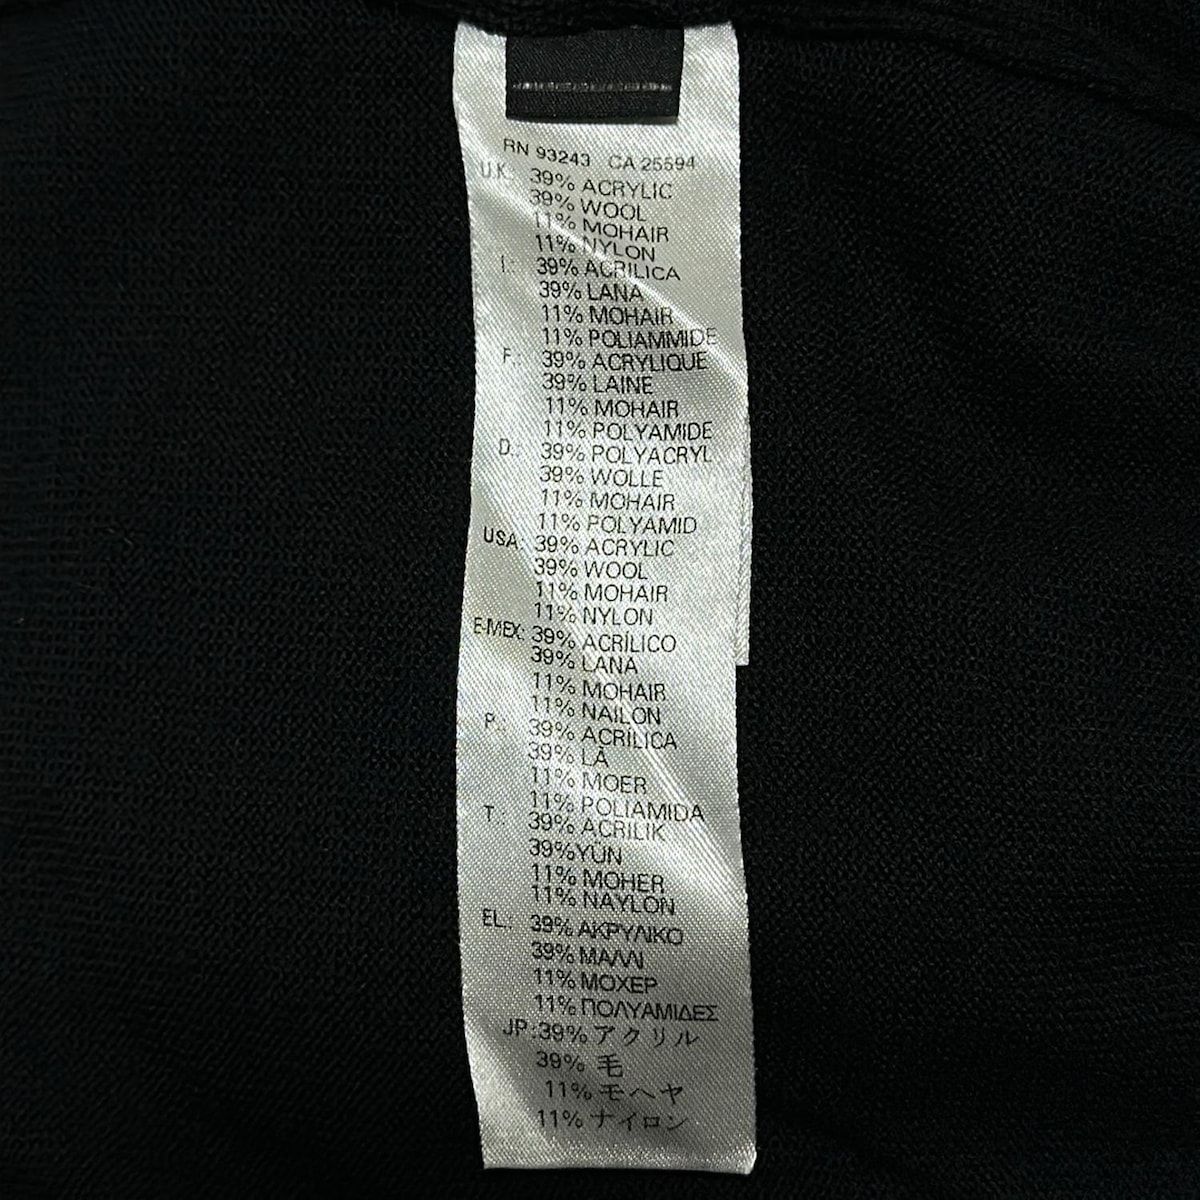 RN 93243 CA 25594
U.K.: 39% ACRYLIC
39% WOOL
11% MOHAIR
11% NYLON
I.: 39% ACRILICA
39% LANA
11% MOHAIR
11% POLIAMMIDE
F.: 39% ACRYLIQUE
39% LAINE
11% MOHAIR
11% POLYAMIDE
D.: 39% POLYACRYL
39% WOLLE
11% MOHAIR
11% POLYAMID
USA: 39% ACRYLIC
39% WOOL
11% MOHAIR
11% NYLON
E-MEX: 39% ACRÍLICO
39% LANA
11% MOHAIR
11% NAILON
P.: 39% ACRÍLICA
39% LÃ
11% MOER
11% POLIAMIDA
T.: 39% ACRİLİK
39%YÜN
11% MOHER
11% NAYLON
EL.: 39% ΑΚΡΥΛΙΚΟ
39% ΜΑΛΛΙ
11% ΜΟΧΕΡ
11% ΠΟΛΥΑΜΙΔΕΣ
JP.:39% アクリル
39% 毛
11% モヘヤ
11% ナイロン